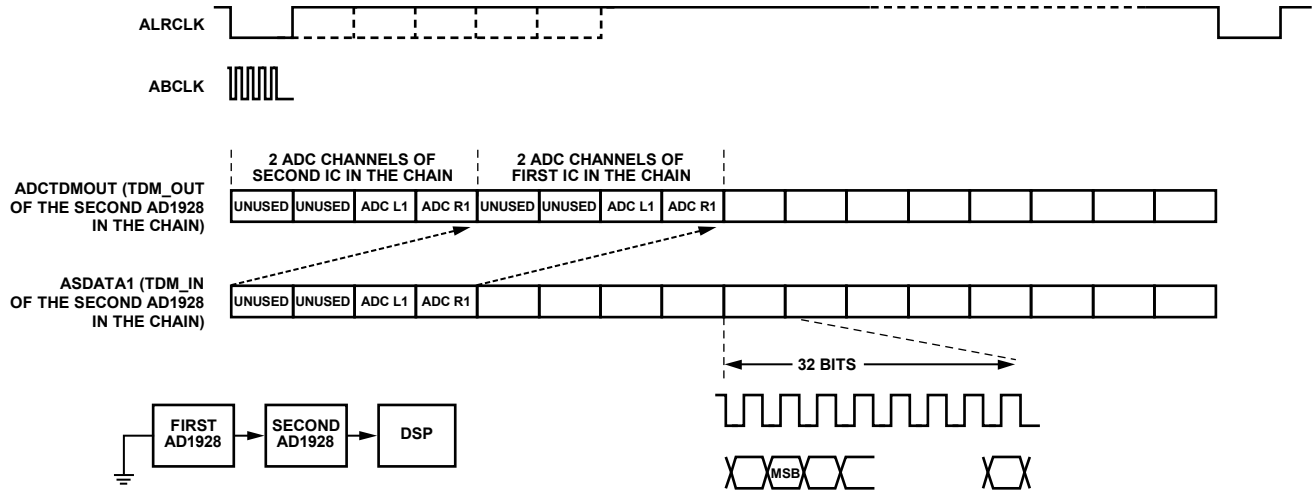 ALRCLK
ABCLK
2 ADC CHANNELS OF
SECOND IC IN THE CHAIN
2 ADC CHANNELS OF
FIRST IC IN THE CHAIN
ADCTDMOUT (TDM_OUT
OF THE SECOND AD1928
IN THE CHAIN)
UNUSED UNUSED ADC L1 ADC R1 UNUSED UNUSED ADC L1 ADC R1
ASDATA1 (TDM_IN
OF THE SECOND AD1928
IN THE CHAIN)
UNUSED UNUSED ADC L1 ADC R1
32 BITS
FIRST
AD1928
SECOND
AD1928
DSP
MSB